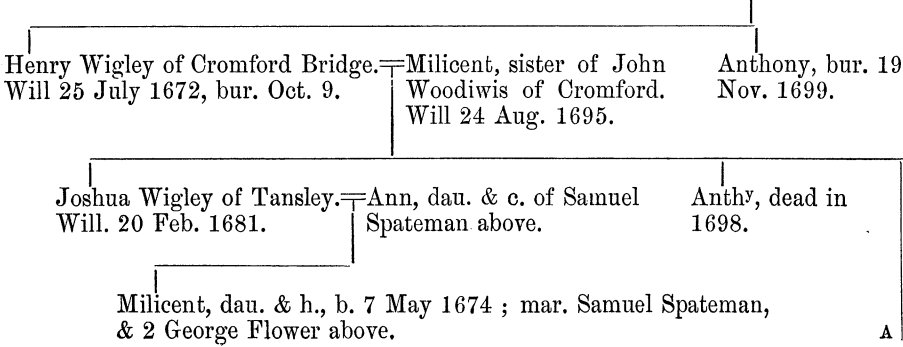 Henry Wigley of Cromford Bridge.
Will 25 July 1672, bur. Oct. 9.
Milicent, sister of John
Woodiwis of Cromford.
Will 24 Aug. 1695.
Anthony, bur. 19
Nov. 1699.
Joshua Wigley of Tansley.
Will. 20 Feb. 1681.
Ann, dau. & c. of Samuel
Spateman above.
Anthʸ, dead in
1698.
Milicent, dau. & h., b. 7 May 1674 ; mar. Samuel Spateman,
& 2 George Flower above.
A